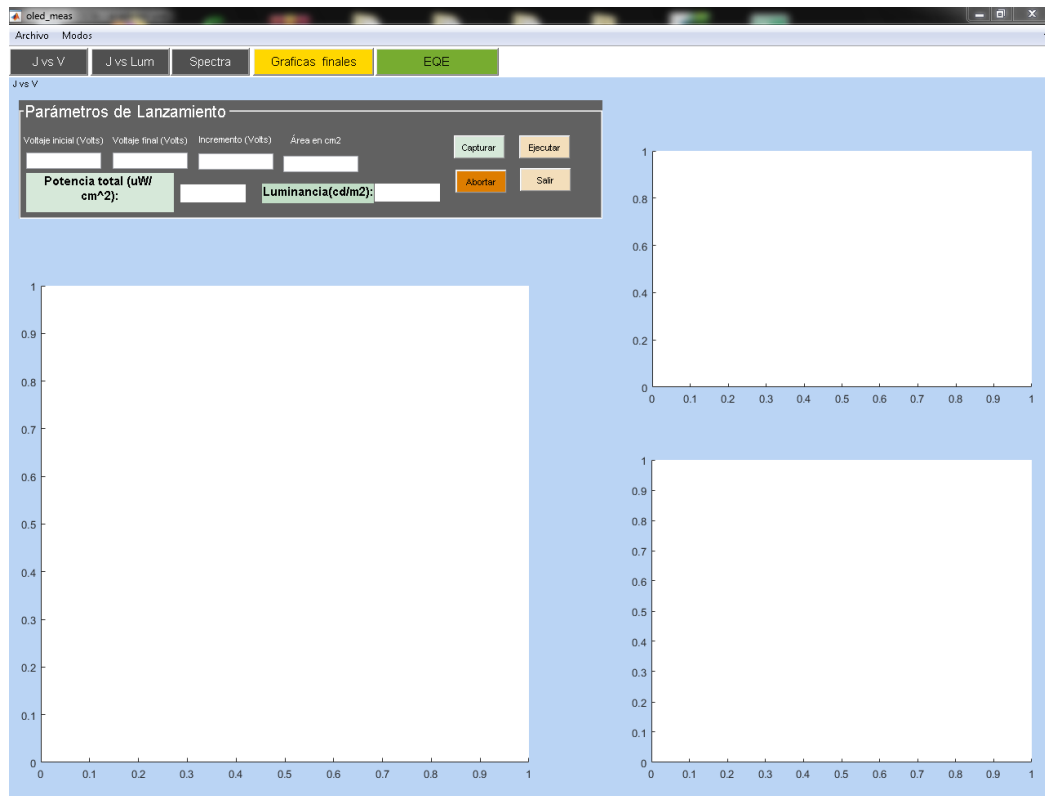 oled_meas
Archivo Modos
J vs V J vs Lum Spectra Graficas finales EQE
J vs V
Parámetros de Lanzamiento
Voltaje inicial (Volts) Voltaje final (Volts) Incremento (Volts) Área en cm2
Capturar Ejecutar
Potencia total (uW/
cm^2):
Luminancia(cd/m2):
Abortar Salir
1
0.8
0.6
0.4
0.2
0
0 0.1 0.2 0.3 0.4 0.5 0.6 0.7 0.8 0.9 1
1
0.9
0.8
0.7
0.6
0.5
0.4
0.3
0.2
0.1
0
0 0.1 0.2 0.3 0.4 0.5 0.6 0.7 0.8 0.9 1
1
0.9
0.8
0.7
0.6
0.5
0.4
0.3
0.2
0.1
0
0 0.1 0.2 0.3 0.4 0.5 0.6 0.7 0.8 0.9 1